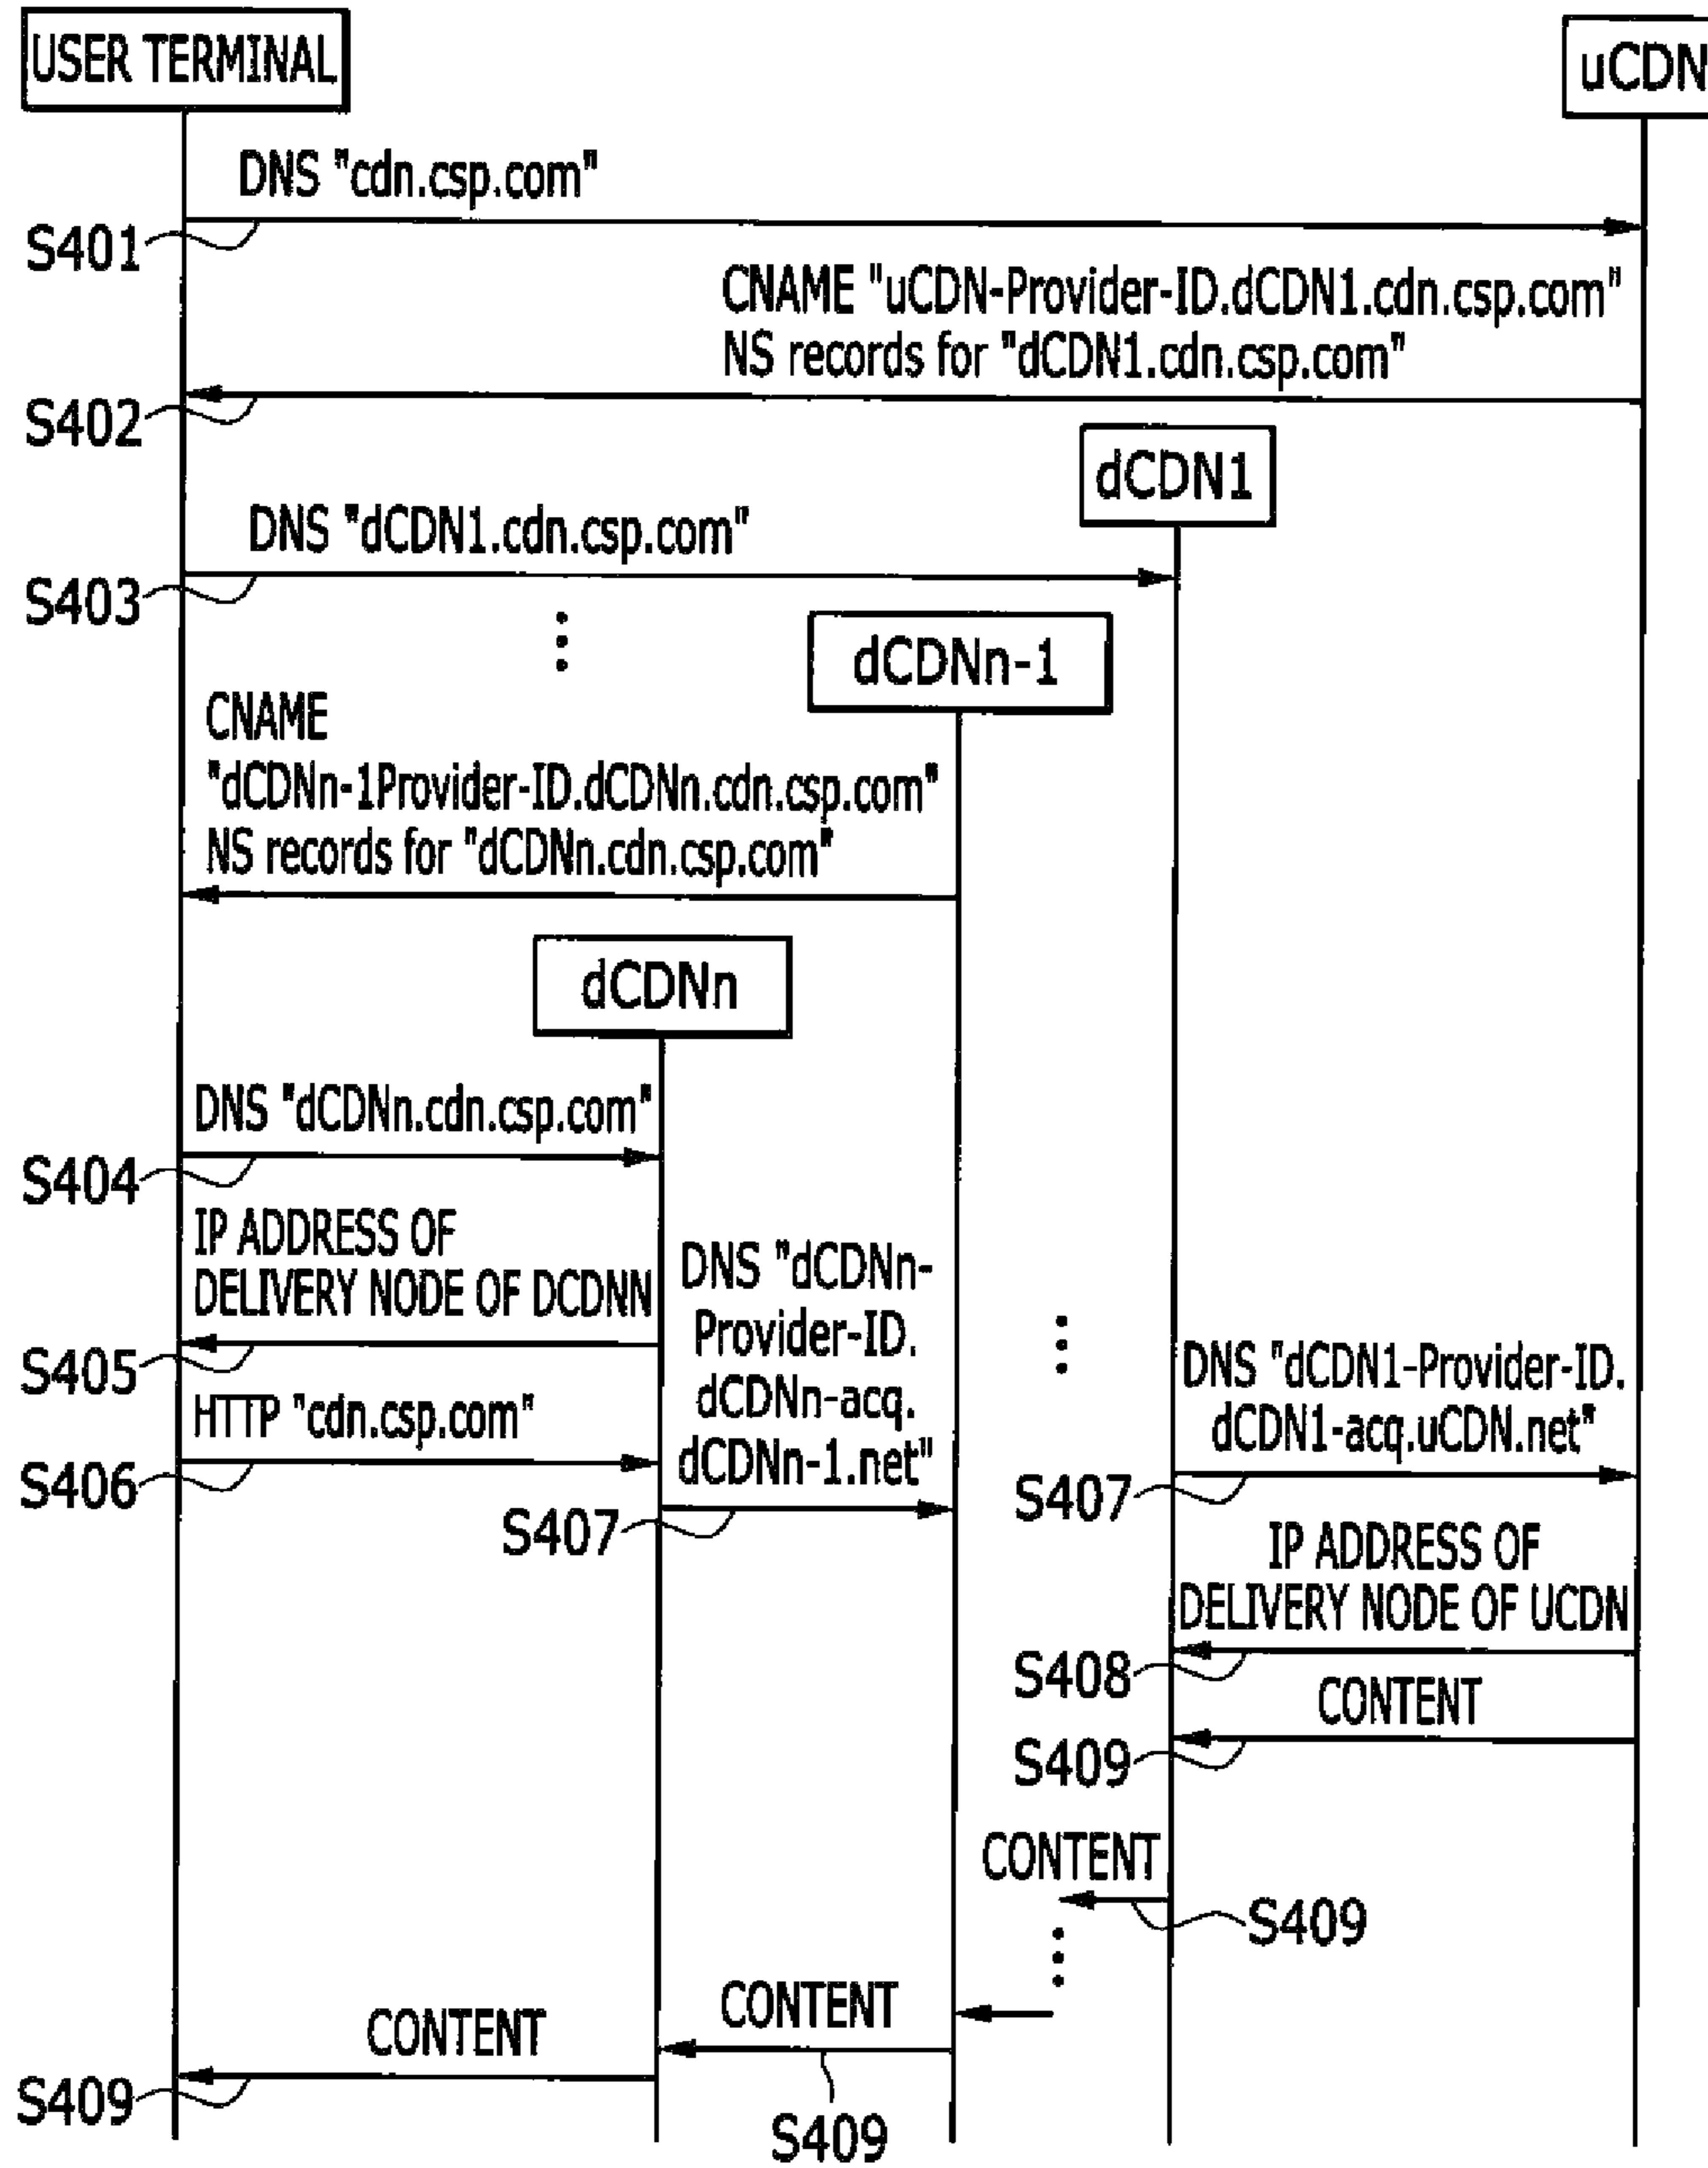 USER TERMINAL
uCDN
DNS "cdn.csp.com"
S401
CNAME "uCDN-Provider-ID.dCDN1.cdn.csp.com"
NS records for "dCDN1.cdn.csp.com"
S402
dCDN1
DNS "dCDN1.cdn.csp.com"
S403
dCDNn-1
CNAME
"dCDNn-1Provider-ID.dCDNn.cdn.csp.com"
NS records for "dCDNn.cdn.csp.com"
dCDNn
DNS "dCDNn.cdn.csp.com"
S404
IP ADDRESS OF
DELIVERY NODE OF DCDNN
S405
HTTP "cdn.csp.com"
S406
DNS "dCDNn-
Provider-ID.
dCDNn-acq.
dCDNn-1.net"
S407
DNS "dCDN1-Provider-ID.
dCDN1-acq.uCDN.net"
S407
IP ADDRESS OF
DELIVERY NODE OF UCDN
S408
CONTENT
S409
CONTENT
S409
CONTENT
S409
CONTENT
S409